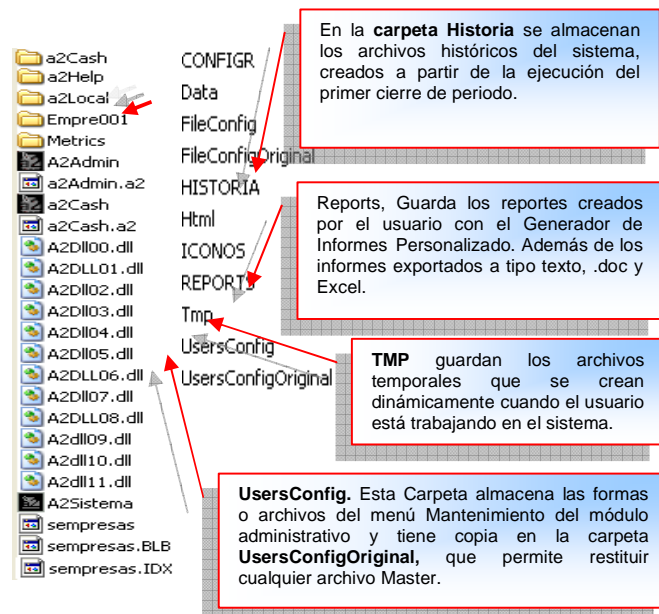 a2Cash
a2Help
a2Local
Empre001
Metrics
A2Admin
a2Admin.a2
a2Cash
a2Cash.a2
A2Dll00.dll
A2DLL01.dll
A2Dll02.dll
A2Dll03.dll
A2Dll04.dll
A2Dll05.dll
A2DLL06.dll
A2Dll07.dll
A2DLL08.dll
A2dll09.dll
A2dll10.dll
A2dll11.dll
A2Sistema
sempresas
sempresas.BLB
sempresas.IDX
CONFIGR
Data
FileConfig
FileConfigOriginal
HISTORIA
Html
ICONOS
REPORTS
Tmp
UsersConfig
UsersConfigOriginal
En la carpeta Historia se almacenan
los archivos históricos del sistema,
creados a partir de la ejecución del
primer cierre de periodo.
Reports, Guarda los reportes creados
por el usuario con el Generador de
Informes Personalizado. Además de los
informes exportados a tipo texto, .doc y
Excel.
TMP guardan los archivos
temporales que se crean
dinámicamente cuando el usuario
está trabajando en el sistema.
UsersConfig. Esta Carpeta almacena las formas
o archivos del menú Mantenimiento del módulo
administrativo y tiene copia en la carpeta
UsersConfigOriginal, que permite restituir
cualquier archivo Master.